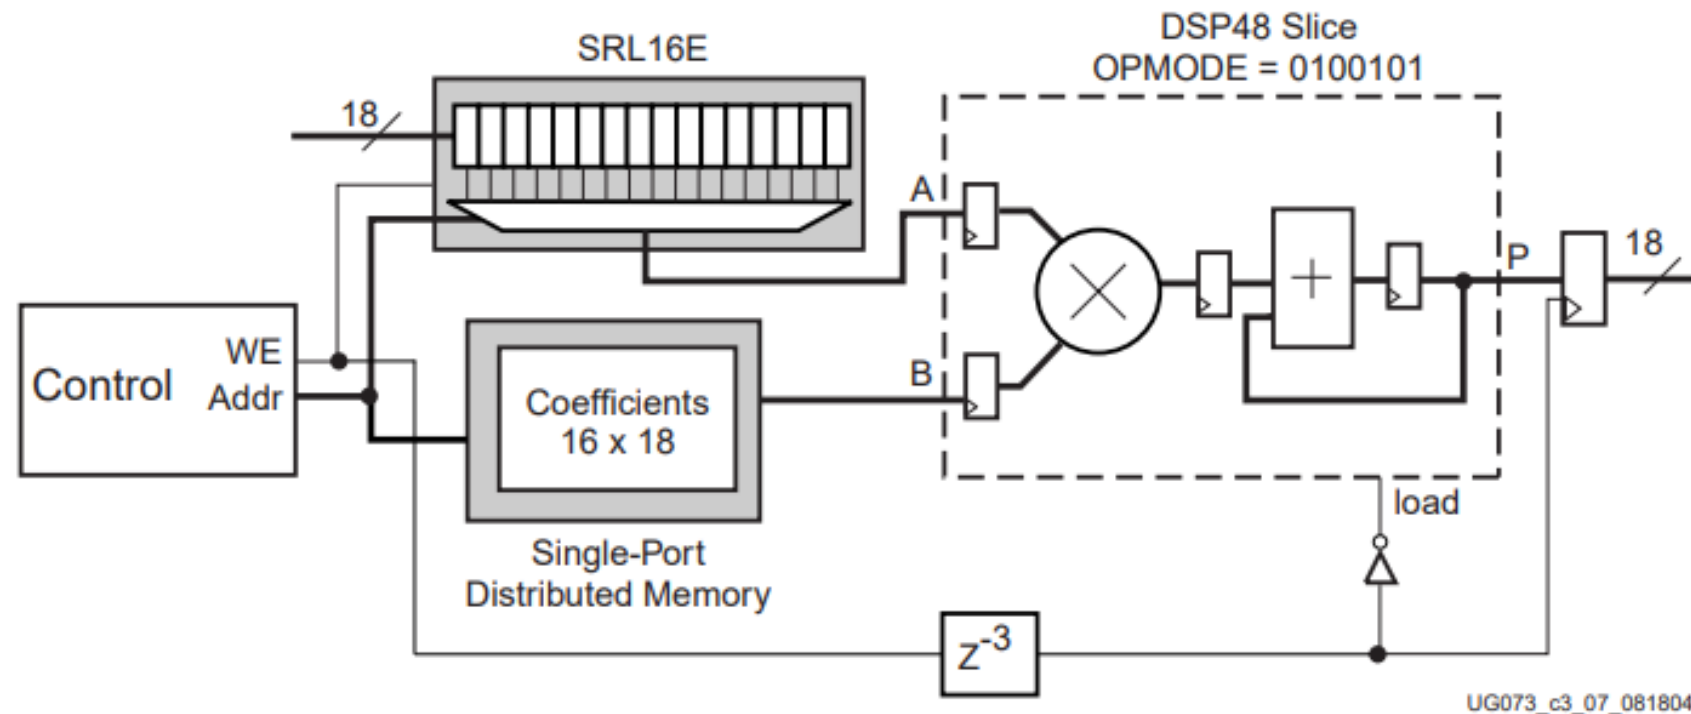 DSP48 Slice
OPMODE = 0100101
SRL16E
18
A
P
18
WE
Addr
Control
B
Coefficients
16 x 18
load
Single-Port
Distributed Memory
Z-3
UG073_c3_07_081804